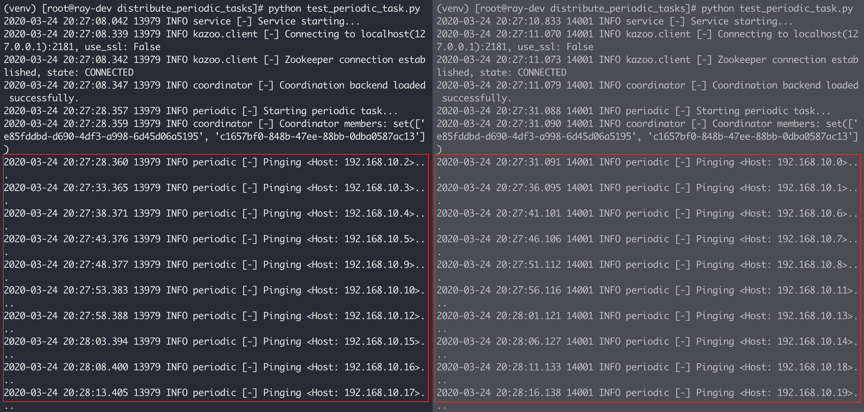 (venv) [root@ray-dev distribute_periodic_tasks]# python test_periodic_task.py
2020-03-24 20:27:08.042 13979 INFO service [-] Service starting...
2020-03-24 20:27:08.339 13979 INFO kazoo.client [-] Connecting to localhost(12
7.0.0.1):2181, use_ssl: False
2020-03-24 20:27:08.342 13979 INFO kazoo.client [-] Zookeeper connection estab
lished, state: CONNECTED
2020-03-24 20:27:08.347 13979 INFO coordinator [-] Coordination backend loaded
 successfully.
2020-03-24 20:27:28.357 13979 INFO periodic [-] Starting periodic task...
2020-03-24 20:27:28.359 13979 INFO coordinator [-] Coordinator members: set(['
e85fddbd-d690-4df3-a998-6d45d06a5195', 'c1657bf0-848b-47ee-88bb-0dba0587ac13']
)
2020-03-24 20:27:28.360 13979 INFO periodic [-] Pinging <Host: 192.168.10.2>..
.
2020-03-24 20:27:33.365 13979 INFO periodic [-] Pinging <Host: 192.168.10.3>..
.
2020-03-24 20:27:38.371 13979 INFO periodic [-] Pinging <Host: 192.168.10.4>..
.
2020-03-24 20:27:43.376 13979 INFO periodic [-] Pinging <Host: 192.168.10.5>..
.
2020-03-24 20:27:48.377 13979 INFO periodic [-] Pinging <Host: 192.168.10.9>..
.
2020-03-24 20:27:53.383 13979 INFO periodic [-] Pinging <Host: 192.168.10.10>.
..
2020-03-24 20:27:58.388 13979 INFO periodic [-] Pinging <Host: 192.168.10.12>.
..
2020-03-24 20:28:03.394 13979 INFO periodic [-] Pinging <Host: 192.168.10.15>.
..
2020-03-24 20:28:08.400 13979 INFO periodic [-] Pinging <Host: 192.168.10.16>.
..
2020-03-24 20:28:13.405 13979 INFO periodic [-] Pinging <Host: 192.168.10.17>.
..
(venv) [root@ray-dev distribute_periodic_tasks]# python test_periodic_task.py
2020-03-24 20:27:10.833 14001 INFO service [-] Service starting...
2020-03-24 20:27:11.070 14001 INFO kazoo.client [-] Connecting to localhost(12
7.0.0.1):2181, use_ssl: False
2020-03-24 20:27:11.073 14001 INFO kazoo.client [-] Zookeeper connection estab
lished, state: CONNECTED
2020-03-24 20:27:11.079 14001 INFO coordinator [-] Coordination backend loaded
 successfully.
2020-03-24 20:27:31.088 14001 INFO periodic [-] Starting periodic task...
2020-03-24 20:27:31.090 14001 INFO coordinator [-] Coordinator members: set(['
e85fddbd-d690-4df3-a998-6d45d06a5195', 'c1657bf0-848b-47ee-88bb-0dba0587ac13']
)
2020-03-24 20:27:31.091 14001 INFO periodic [-] Pinging <Host: 192.168.10.0>..
.
2020-03-24 20:27:36.095 14001 INFO periodic [-] Pinging <Host: 192.168.10.1>..
.
2020-03-24 20:27:41.101 14001 INFO periodic [-] Pinging <Host: 192.168.10.6>..
.
2020-03-24 20:27:46.106 14001 INFO periodic [-] Pinging <Host: 192.168.10.7>..
.
2020-03-24 20:27:51.112 14001 INFO periodic [-] Pinging <Host: 192.168.10.8>..
.
2020-03-24 20:27:56.116 14001 INFO periodic [-] Pinging <Host: 192.168.10.11>.
..
2020-03-24 20:28:01.121 14001 INFO periodic [-] Pinging <Host: 192.168.10.13>.
..
2020-03-24 20:28:06.127 14001 INFO periodic [-] Pinging <Host: 192.168.10.14>.
..
2020-03-24 20:28:11.133 14001 INFO periodic [-] Pinging <Host: 192.168.10.18>.
..
2020-03-24 20:28:16.138 14001 INFO periodic [-] Pinging <Host: 192.168.10.19>.
..